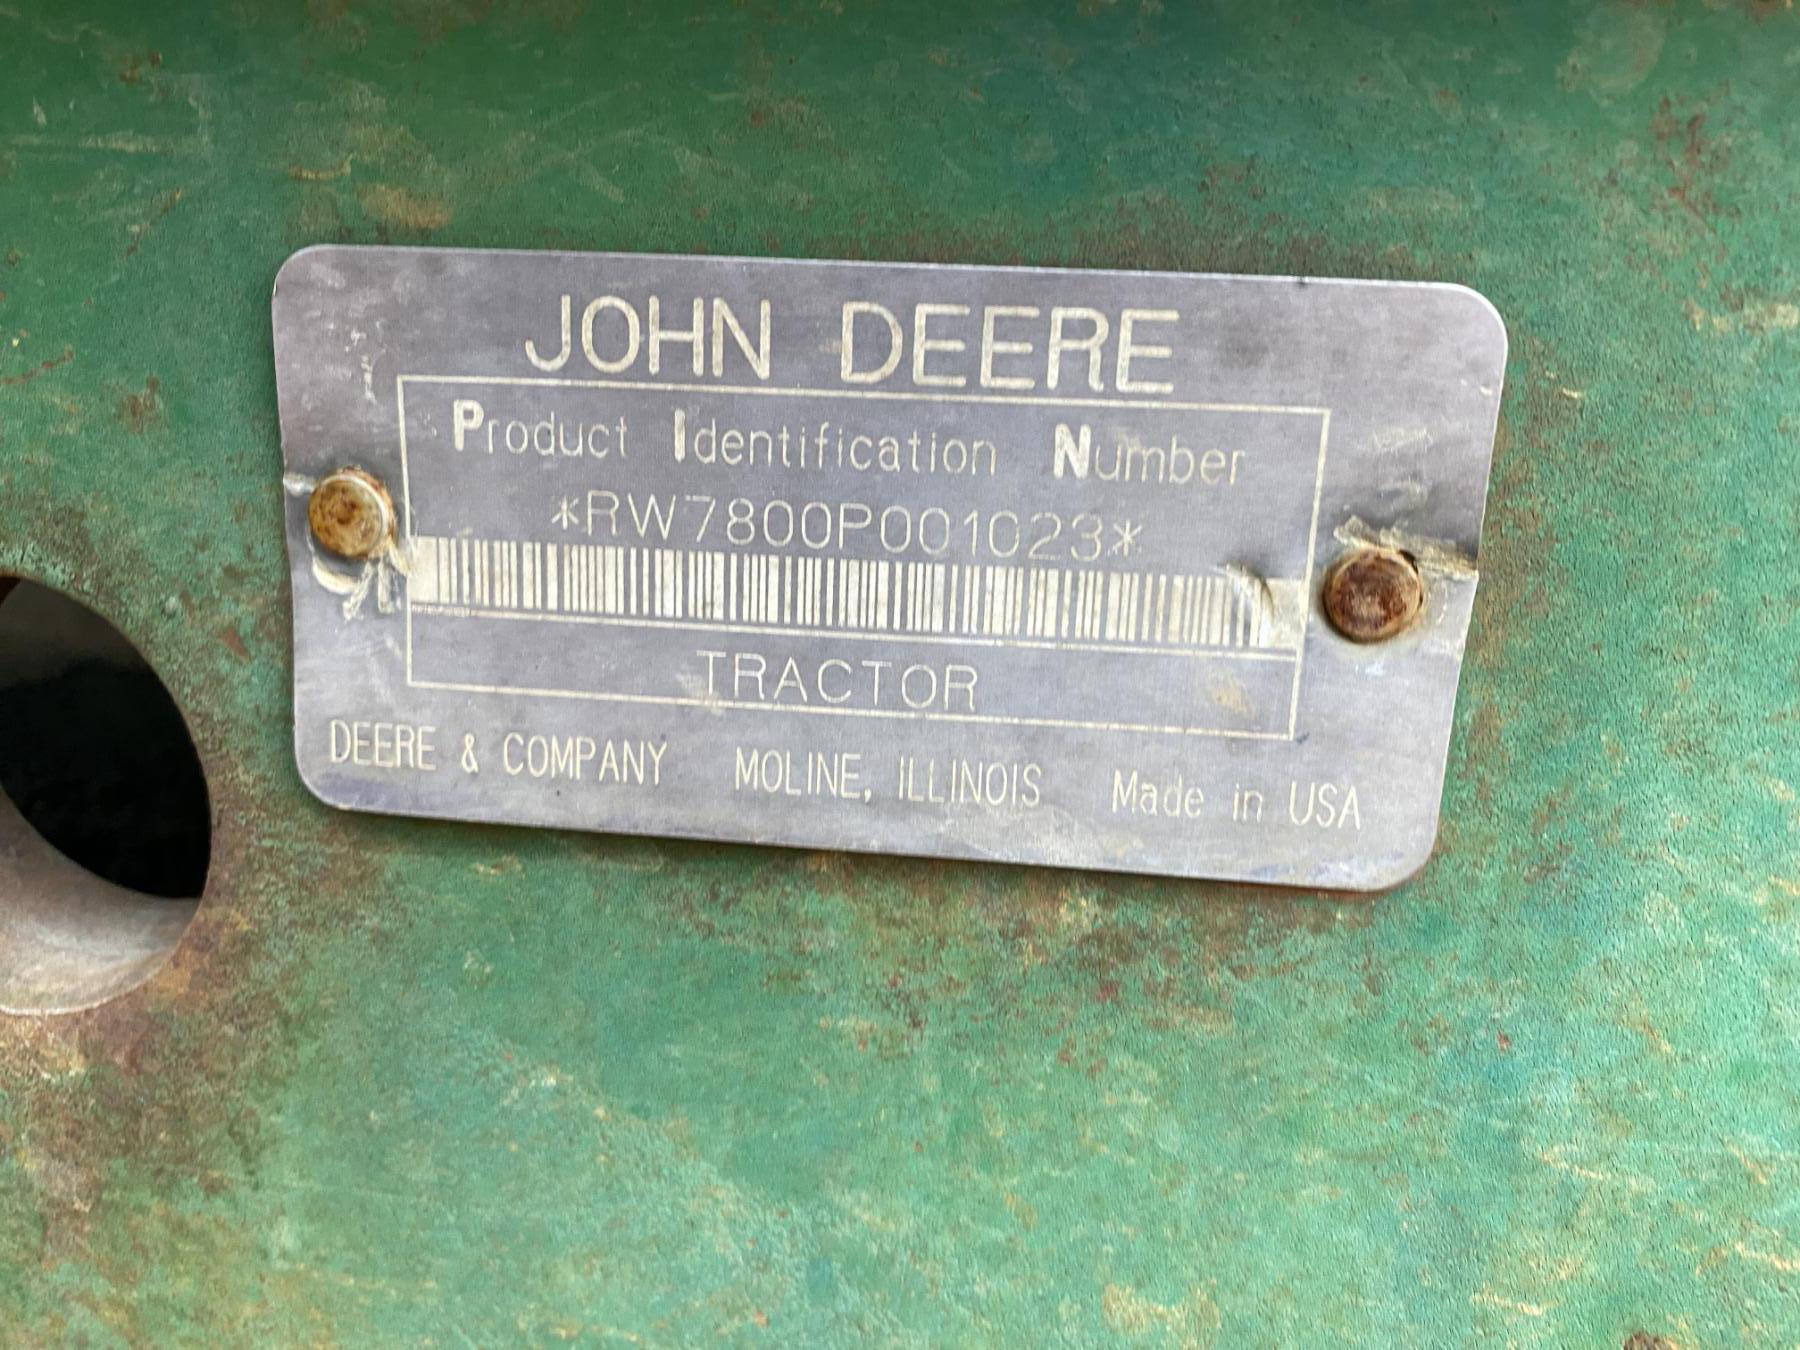 JOHN DEERE
Product Identification Number
*RW7800P001023*
TRACTOR
DEERE & COMPANY MOLINE, ILLINOIS Made in USA